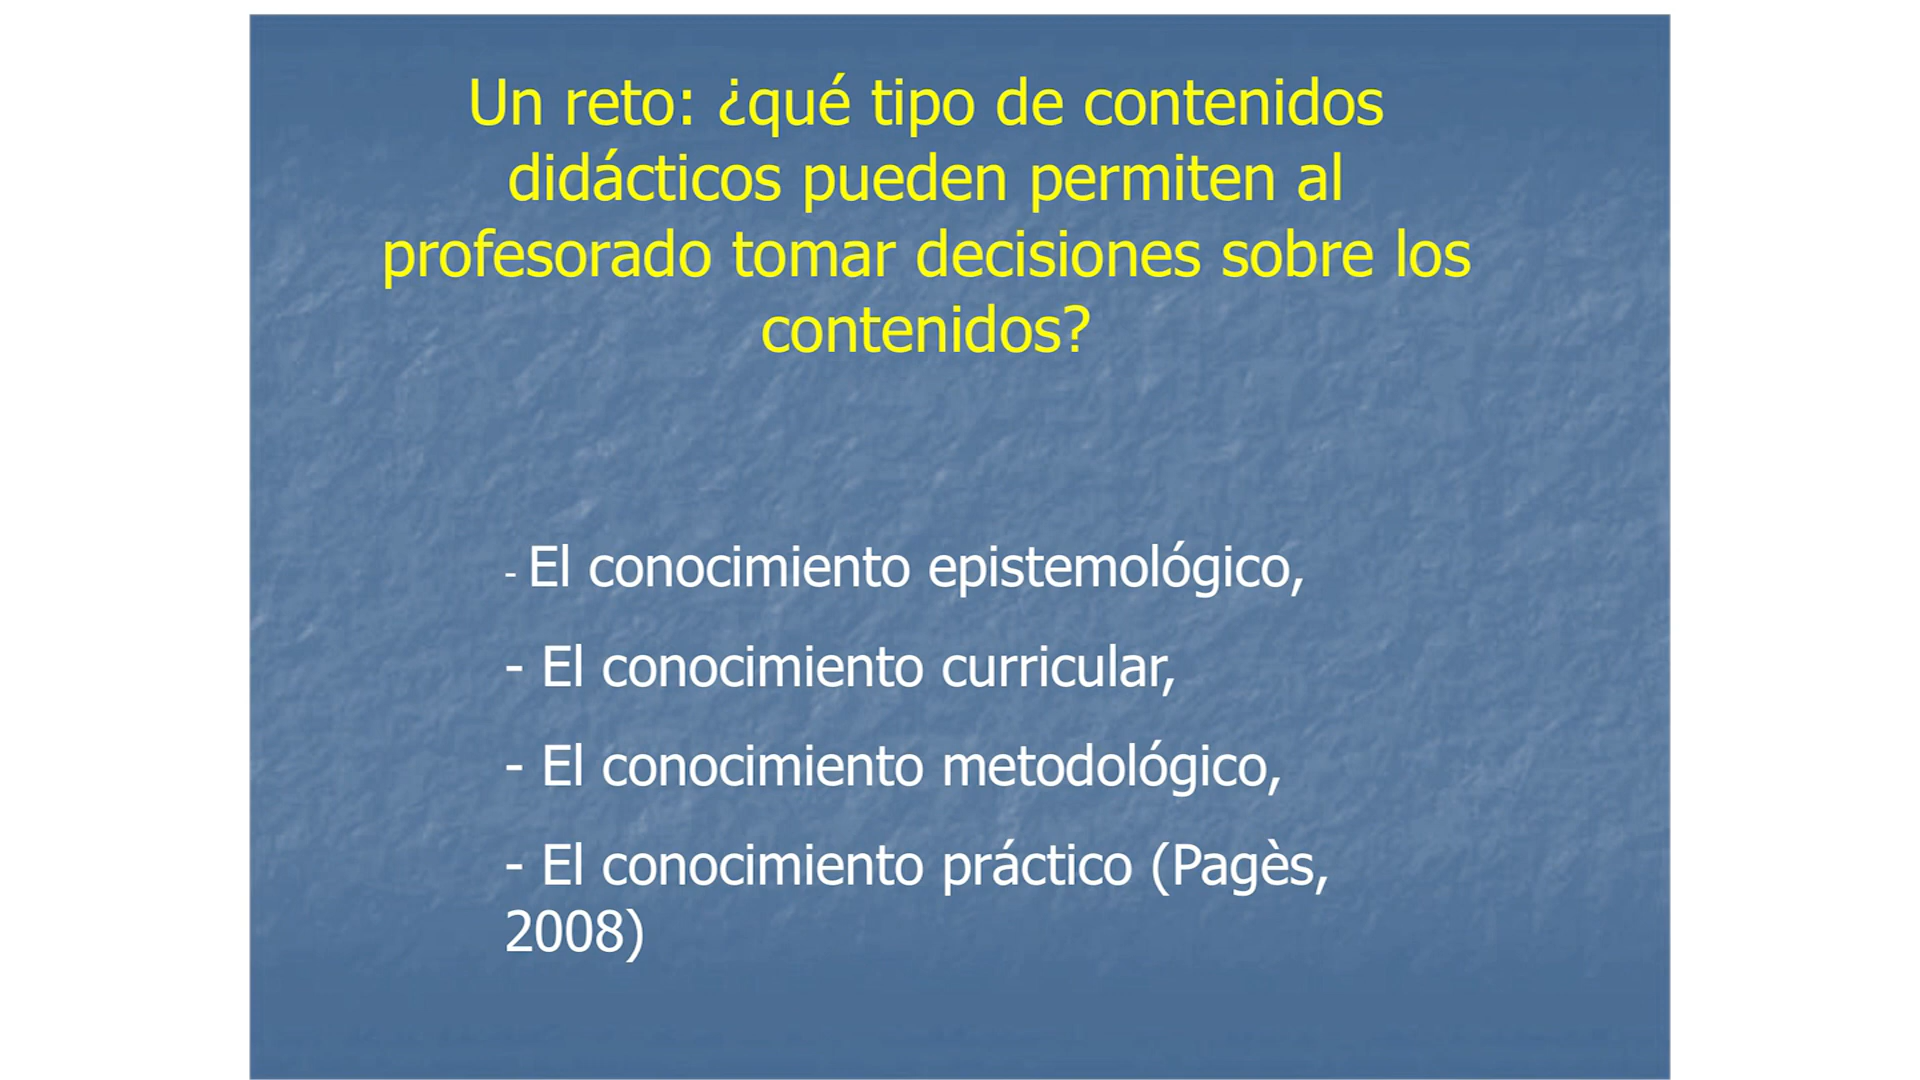 Un reto: ¿qué tipo de contenidos
didácticos pueden permiten al
profesorado tomar decisiones sobre los
contenidos?
- El conocimiento epistemológico,
- El conocimiento curricular,
- El conocimiento metodológico,
- El conocimiento práctico (Pagès,
2008)